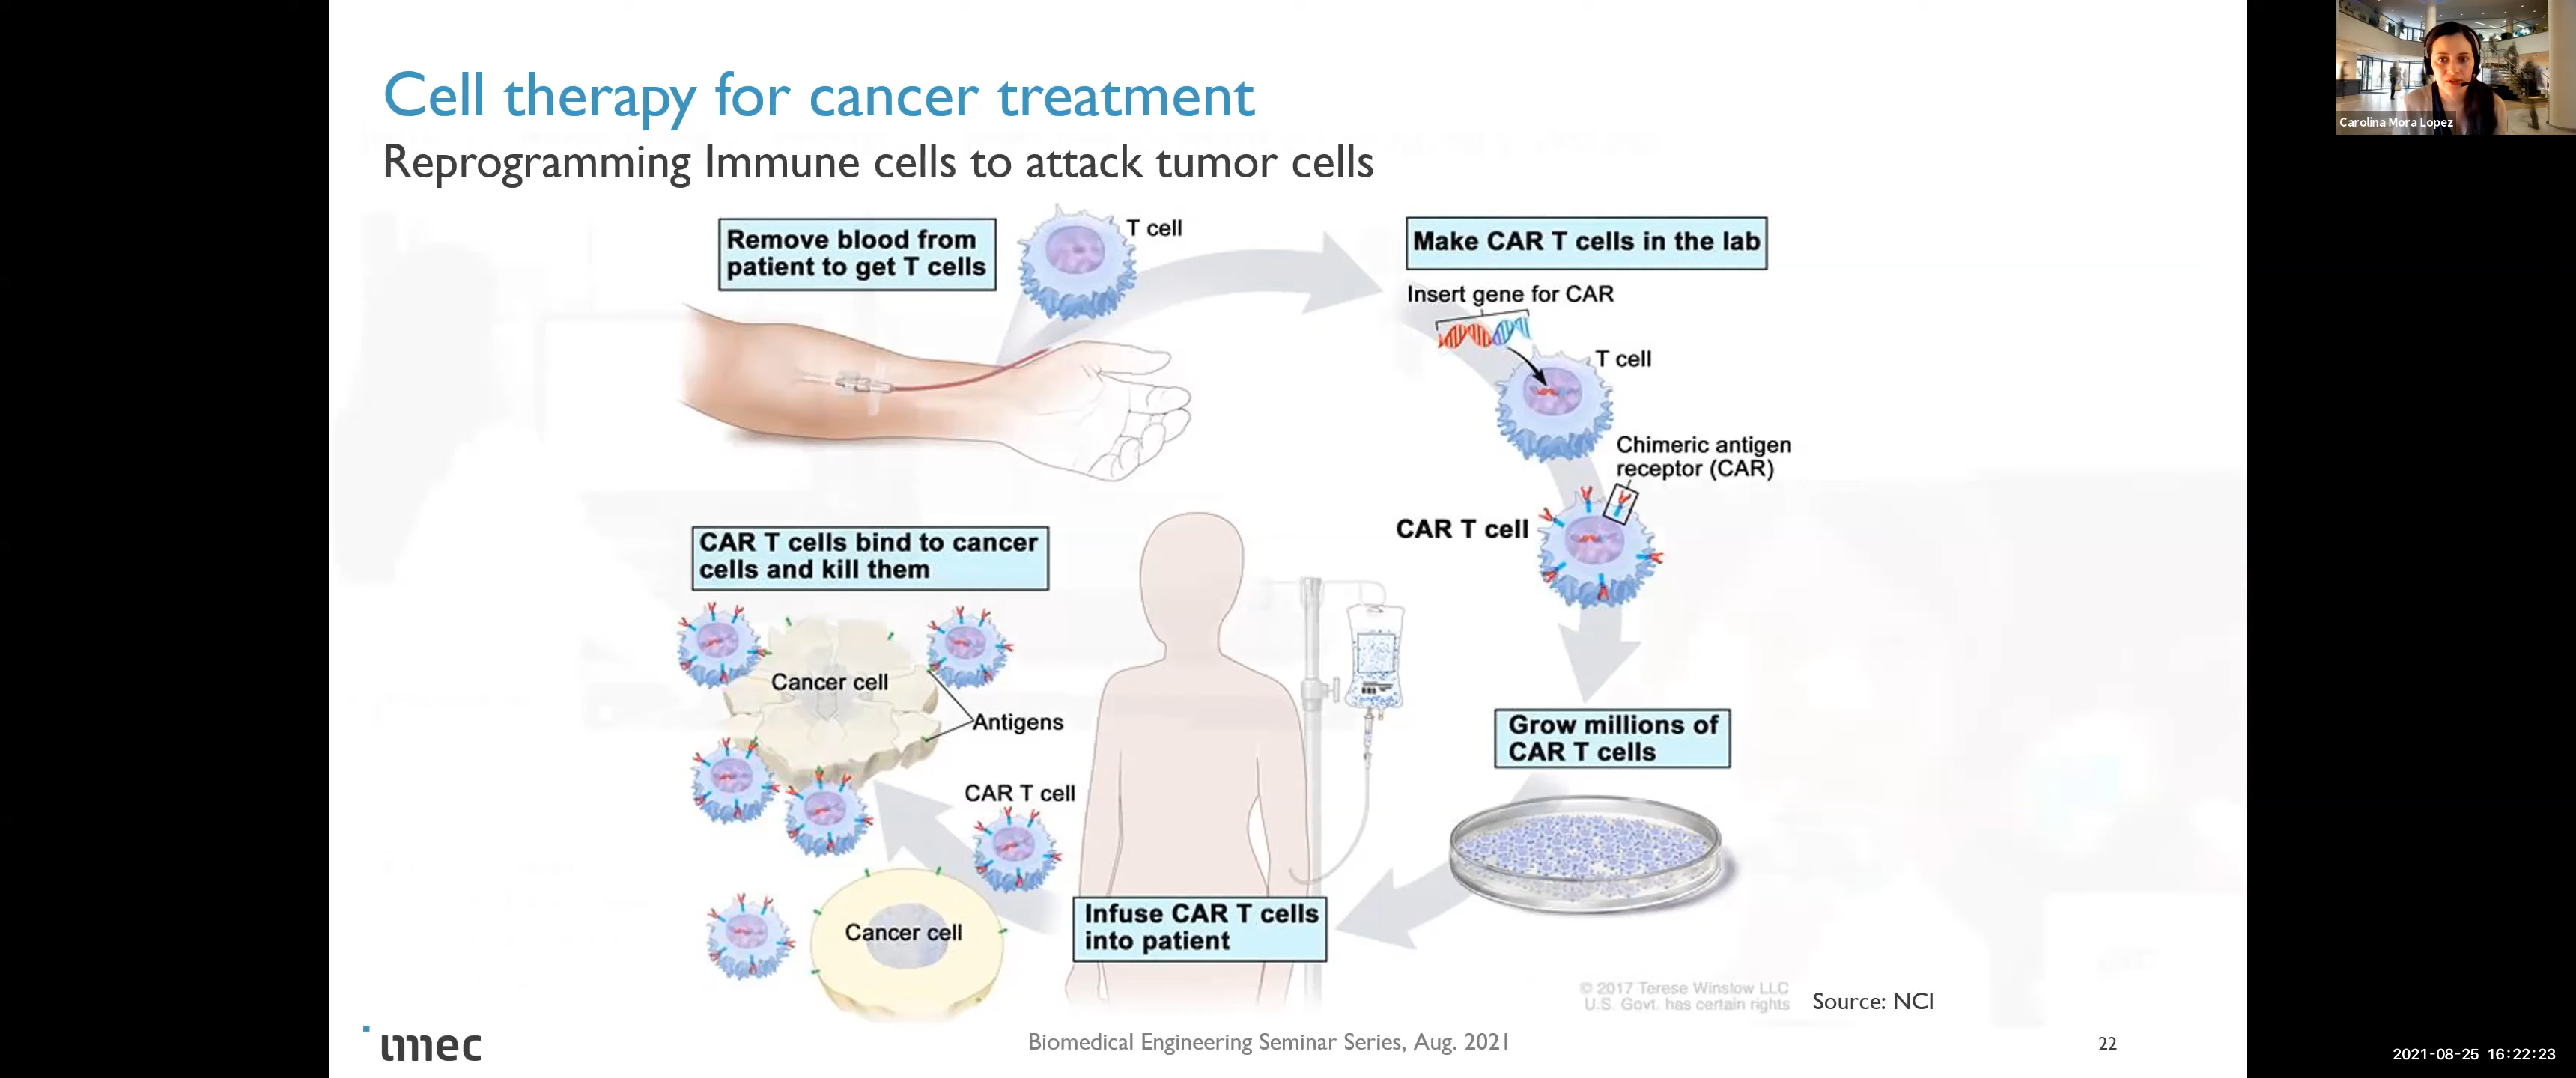 Cell therapy for cancer treatment
Reprogramming Immune cells to attack tumor cells
Remove blood from
patient to get T cells
T cell
Make CAR T cells in the lab
Insert gene for CAR
T cell
Chimeric antigen
receptor (CAR)
CAR T cell
Grow millions of
CAR T cells
Infuse CAR T cells
into patient
CAR T cells bind to cancer
cells and kill them
Cancer cell
Antigens
CAR T cell
Cancer cell
© 2017 Terese Winslow LLC
U.S. Govt. has certain rights
Source: NCI
imec
Biomedical Engineering Seminar Series, Aug. 2021
22
Carolina Mora Lopez
2021-08-25 16:22:23